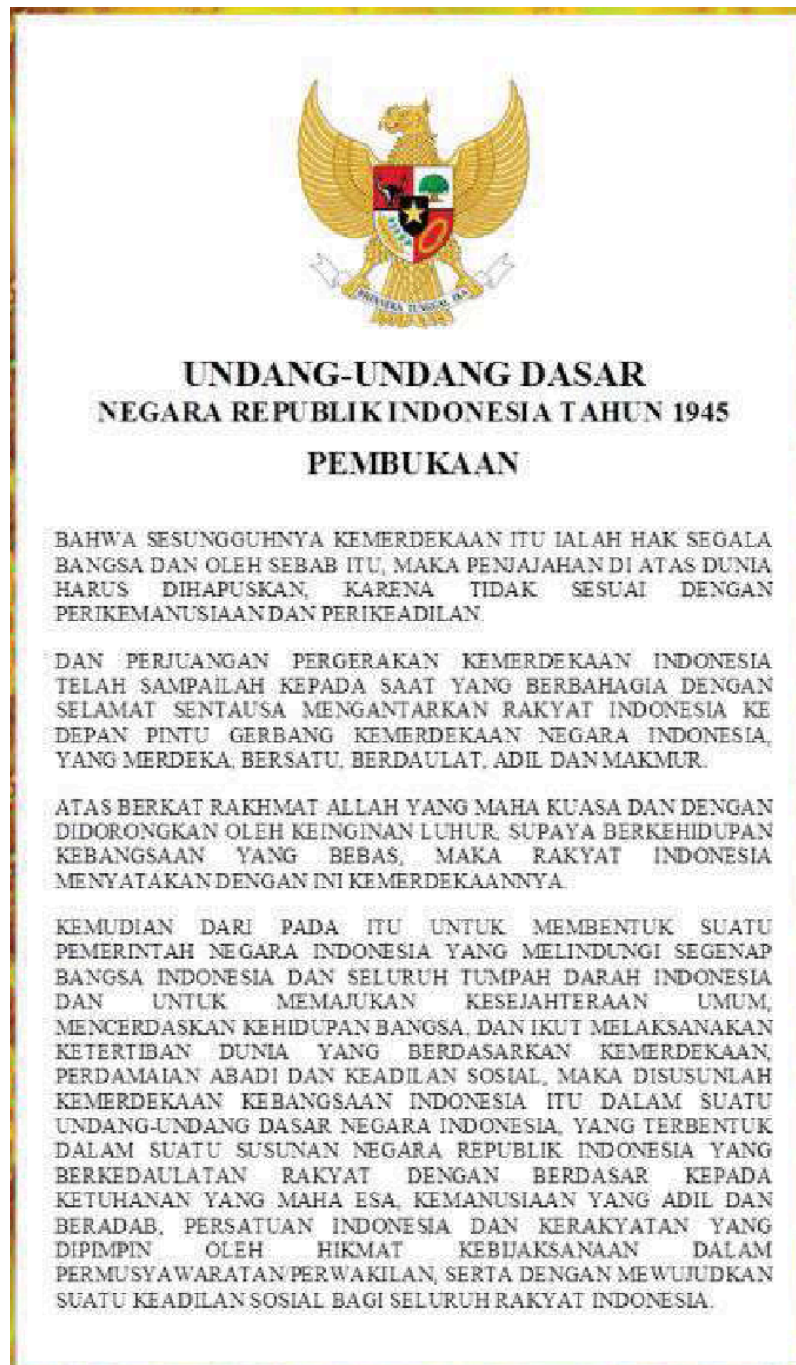 BHINNEKA TUNGGAL IKA
UNDANG-UNDANG DASAR
NEGARA REPUBLIK INDONESIA TAHUN 1945
PEMBUKAAN
BAHWA SESUNGGUHNYA KEMERDEKAAN ITU IALAH HAK SEGALA
BANGSA DAN OLEH SEBAB ITU, MAKA PENJAJAHAN DI ATAS DUNIA
HARUS DIHAPUSKAN, KARENA TIDAK SESUAI DENGAN
PERIKEMANUSIAAN DAN PERIKEADILAN.
DAN PERJUANGAN PERGERAKAN KEMERDEKAAN INDONESIA
TELAH SAMPAILAH KEPADA SAAT YANG BERBAHAGIA DENGAN
SELAMAT SENTAUSA MENGANTARKAN RAKYAT INDONESIA KE
DEPAN PINTU GERBANG KEMERDEKAAN NEGARA INDONESIA,
YANG MERDEKA, BERSATU, BERDAULAT, ADIL DAN MAKMUR.
ATAS BERKAT RAKHMAT ALLAH YANG MAHA KUASA DAN DENGAN
DIDORONGKAN OLEH KEINGINAN LUHUR, SUPAYA BERKEHIDUPAN
KEBANGSAAN YANG BEBAS, MAKA RAKYAT INDONESIA
MENYATAKAN DENGAN INI KEMERDEKAANNYA.
KEMUDIAN DARI PADA ITU UNTUK MEMBENTUK SUATU
PEMERINTAH NEGARA INDONESIA YANG MELINDUNGI SEGENAP
BANGSA INDONESIA DAN SELURUH TUMPAH DARAH INDONESIA
DAN UNTUK MEMAJUKAN KESEJAHTERAAN UMUM,
MENCERDASKAN KEHIDUPAN BANGSA, DAN IKUT MELAKSANAKAN
KETERTIBAN DUNIA YANG BERDASARKAN KEMERDEKAAN,
PERDAMAIAN ABADI DAN KEADILAN SOSIAL, MAKA DISUSUNLAH
KEMERDEKAAN KEBANGSAAN INDONESIA ITU DALAM SUATU
UNDANG-UNDANG DASAR NEGARA INDONESIA, YANG TERBENTUK
DALAM SUATU SUSUNAN NEGARA REPUBLIK INDONESIA YANG
BERKEDAULATAN RAKYAT DENGAN BERDASAR KEPADA
KETUHANAN YANG MAHA ESA, KEMANUSIAAN YANG ADIL DAN
BERADAB, PERSATUAN INDONESIA DAN KERAKYATAN YANG
DIPIMPIN OLEH HIKMAT KEBIJAKSANAAN DALAM
PERMUSYAWARATAN/PERWAKILAN, SERTA DENGAN MEWUJUDKAN
SUATU KEADILAN SOSIAL BAGI SELURUH RAKYAT INDONESIA.